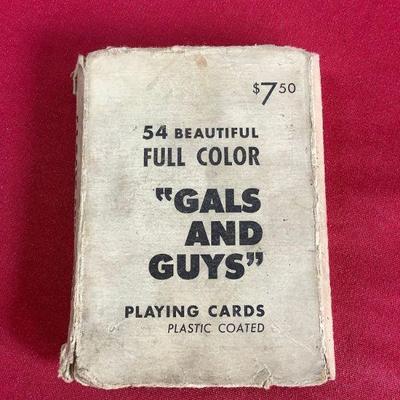 $7.50
54 BEAUTIFUL
FULL COLOR
"GALS
AND
GUYS"
PLAYING CARDS
PLASTIC COATED